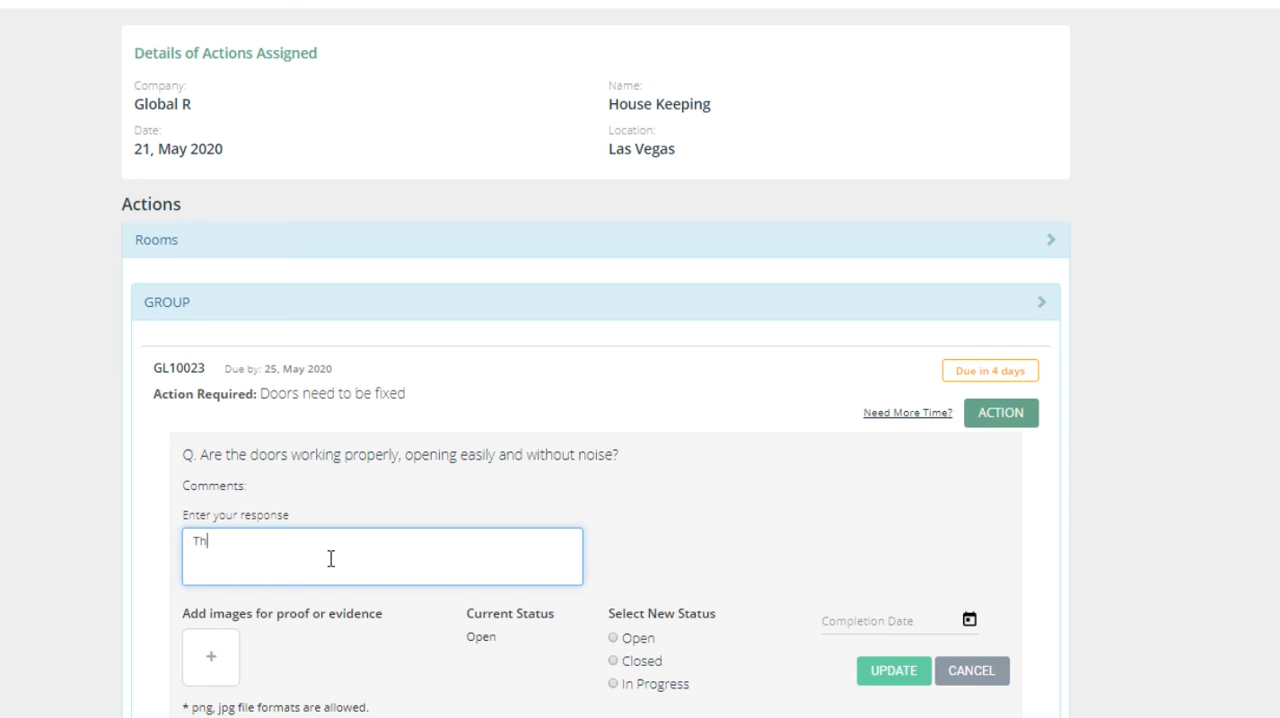 Details of Actions Assigned
Company:
Global R
Name:
House Keeping
Date:
21, May 2020
Location:
Las Vegas
Actions
Rooms
GROUP
GL10023 Due by: 25, May 2020
Due in 4 days
Action Required: Doors need to be fixed
Need More Time? ACTION
Q. Are the doors working properly, opening easily and without noise?
Comments:
Enter your response
Th
Add images for proof or evidence
+
* png, jpg file formats are allowed.
Current Status
Open
Select New Status
Open
Closed
In Progress
Completion Date
UPDATE CANCEL